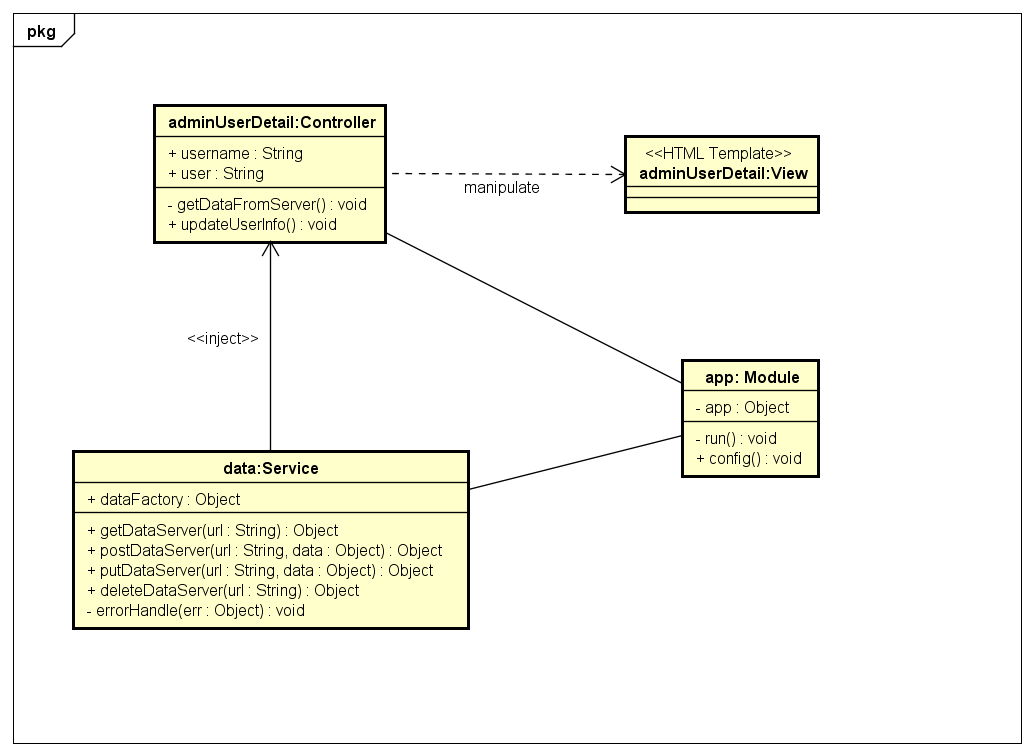 pkg
adminUserDetail:Controller
+ username : String
+ user : String
- getDataFromServer() : void
+ updateUserInfo() : void
manipulate
<<HTML Template>>
adminUserDetail:View
<<inject>>
app: Module
- app : Object
- run() : void
+ config() : void
data:Service
+ dataFactory : Object
+ getDataServer(url : String) : Object
+ postDataServer(url : String, data : Object) : Object
+ putDataServer(url : String, data : Object) : Object
+ deleteDataServer(url : String) : Object
- errorHandle(err : Object) : void